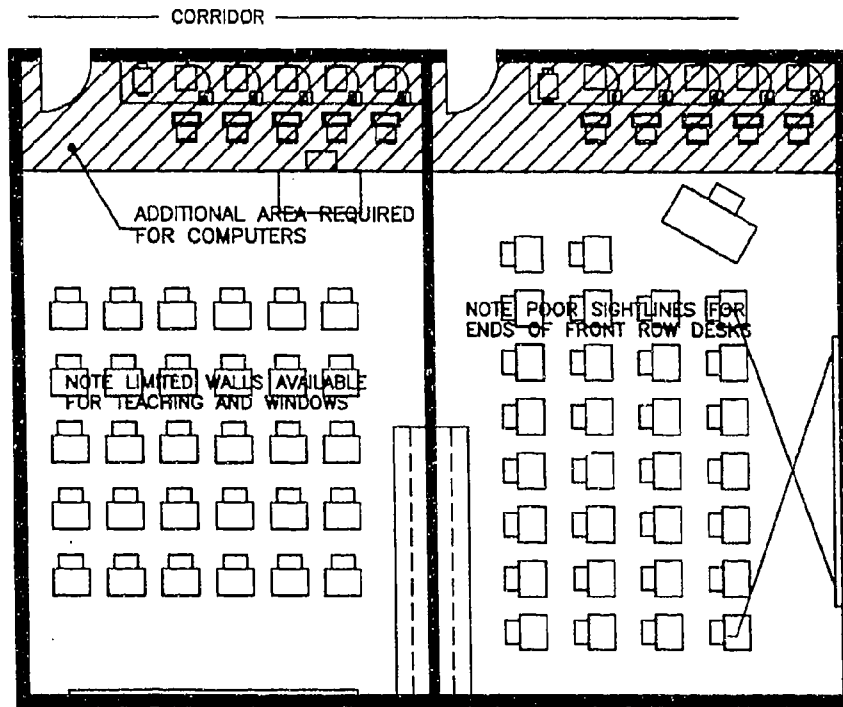 CORRIDOR
ADDITIONAL AREA REQUIRED
FOR COMPUTERS
NOTE POOR SIGHTLINES FOR
ENDS OF FRONT ROW DESKS
NOTE LIMITED WALLS AVAILABLE
FOR TEACHING AND WINDOWS